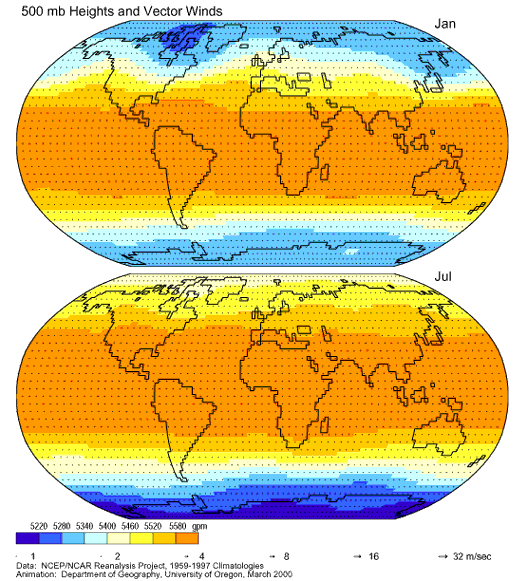 500 mb Heights and Vector Winds
Jan
Jul
5220 5280 5340 5400 5460 5520 5580 gpm
1 2 4 8 16 32 m/sec
Data: NCEP/NCAR Reanalysis Project, 1959-1997 Climatologies
Animation: Department of Geography, University of Oregon, March 2000